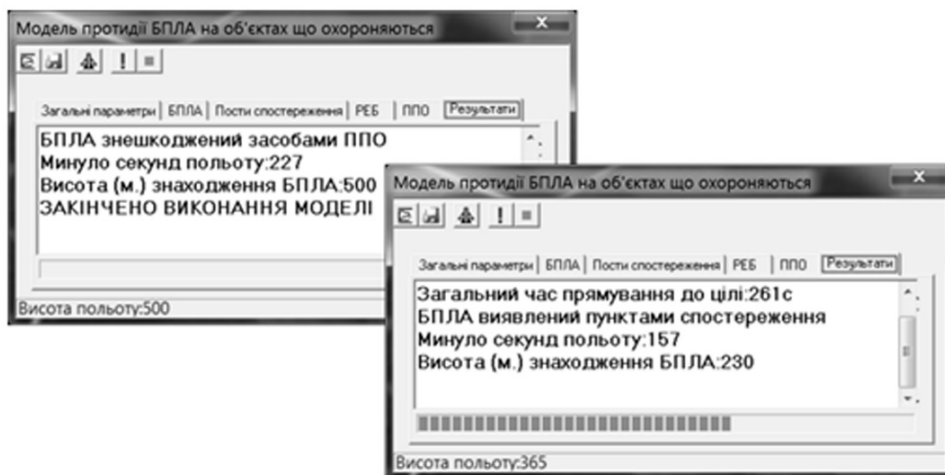 Модель протидії БПЛА на об'єктах що охороняються
Загальні параметри БПЛА Пости спостереження РЕБ ППО Результати
БПЛА знешкоджений засобами ППО
Минуло секунд польоту:227
Висота (м.) знаходження БПЛА:500
ЗАКІНЧЕНО ВИКОНАННЯ МОДЕЛІ
Висота польоту:500
Модель протидії БПЛА на об'єктах що охороняються
Загальні параметри БПЛА Пости спостереження РЕБ ППО Результати
Загальний час прямування до цілі:261с
БПЛА виявлений пунктами спостереження
Минуло секунд польоту:157
Висота (м.) знаходження БПЛА:230
Висота польоту:365